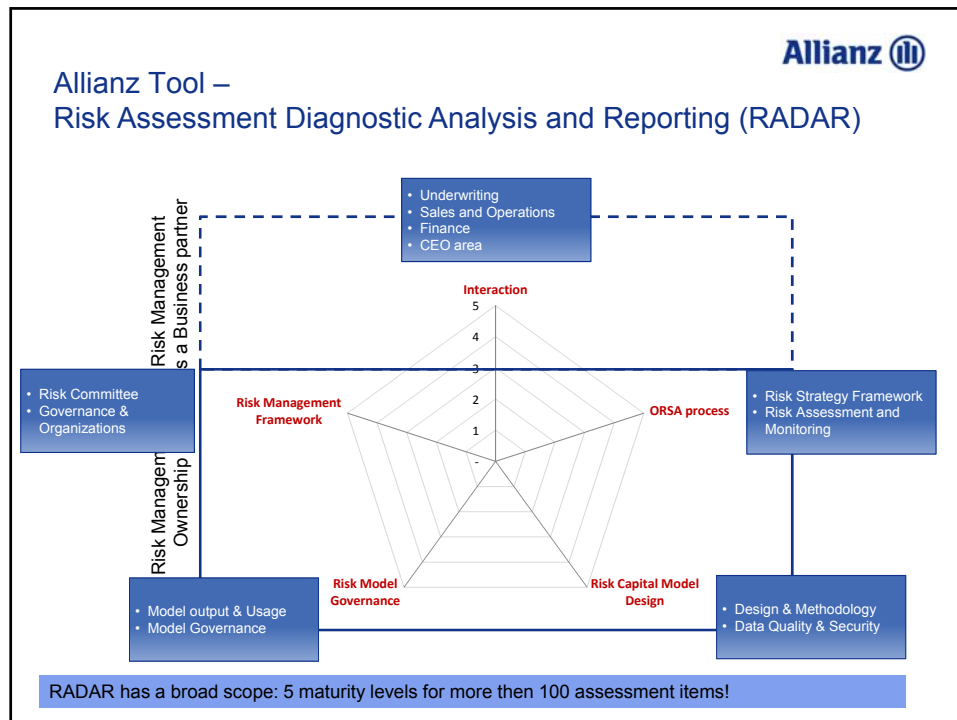 Allianz
Allianz Tool –
Risk Assessment Diagnostic Analysis and Reporting (RADAR)
• Underwriting
• Sales and Operations
• Finance
• CEO area
Risk Management
s a Business partner
Interaction
5
4
3
2
1
-
• Risk Committee
• Governance &
Organizations
Risk Management
Framework
ORSA process
• Risk Strategy Framework
• Risk Assessment and
Monitoring
Risk Managem
Ownership
Risk Model
Governance
Risk Capital Model
Design
• Model output & Usage
• Model Governance
• Design & Methodology
• Data Quality & Security
RADAR has a broad scope: 5 maturity levels for more then 100 assessment items!